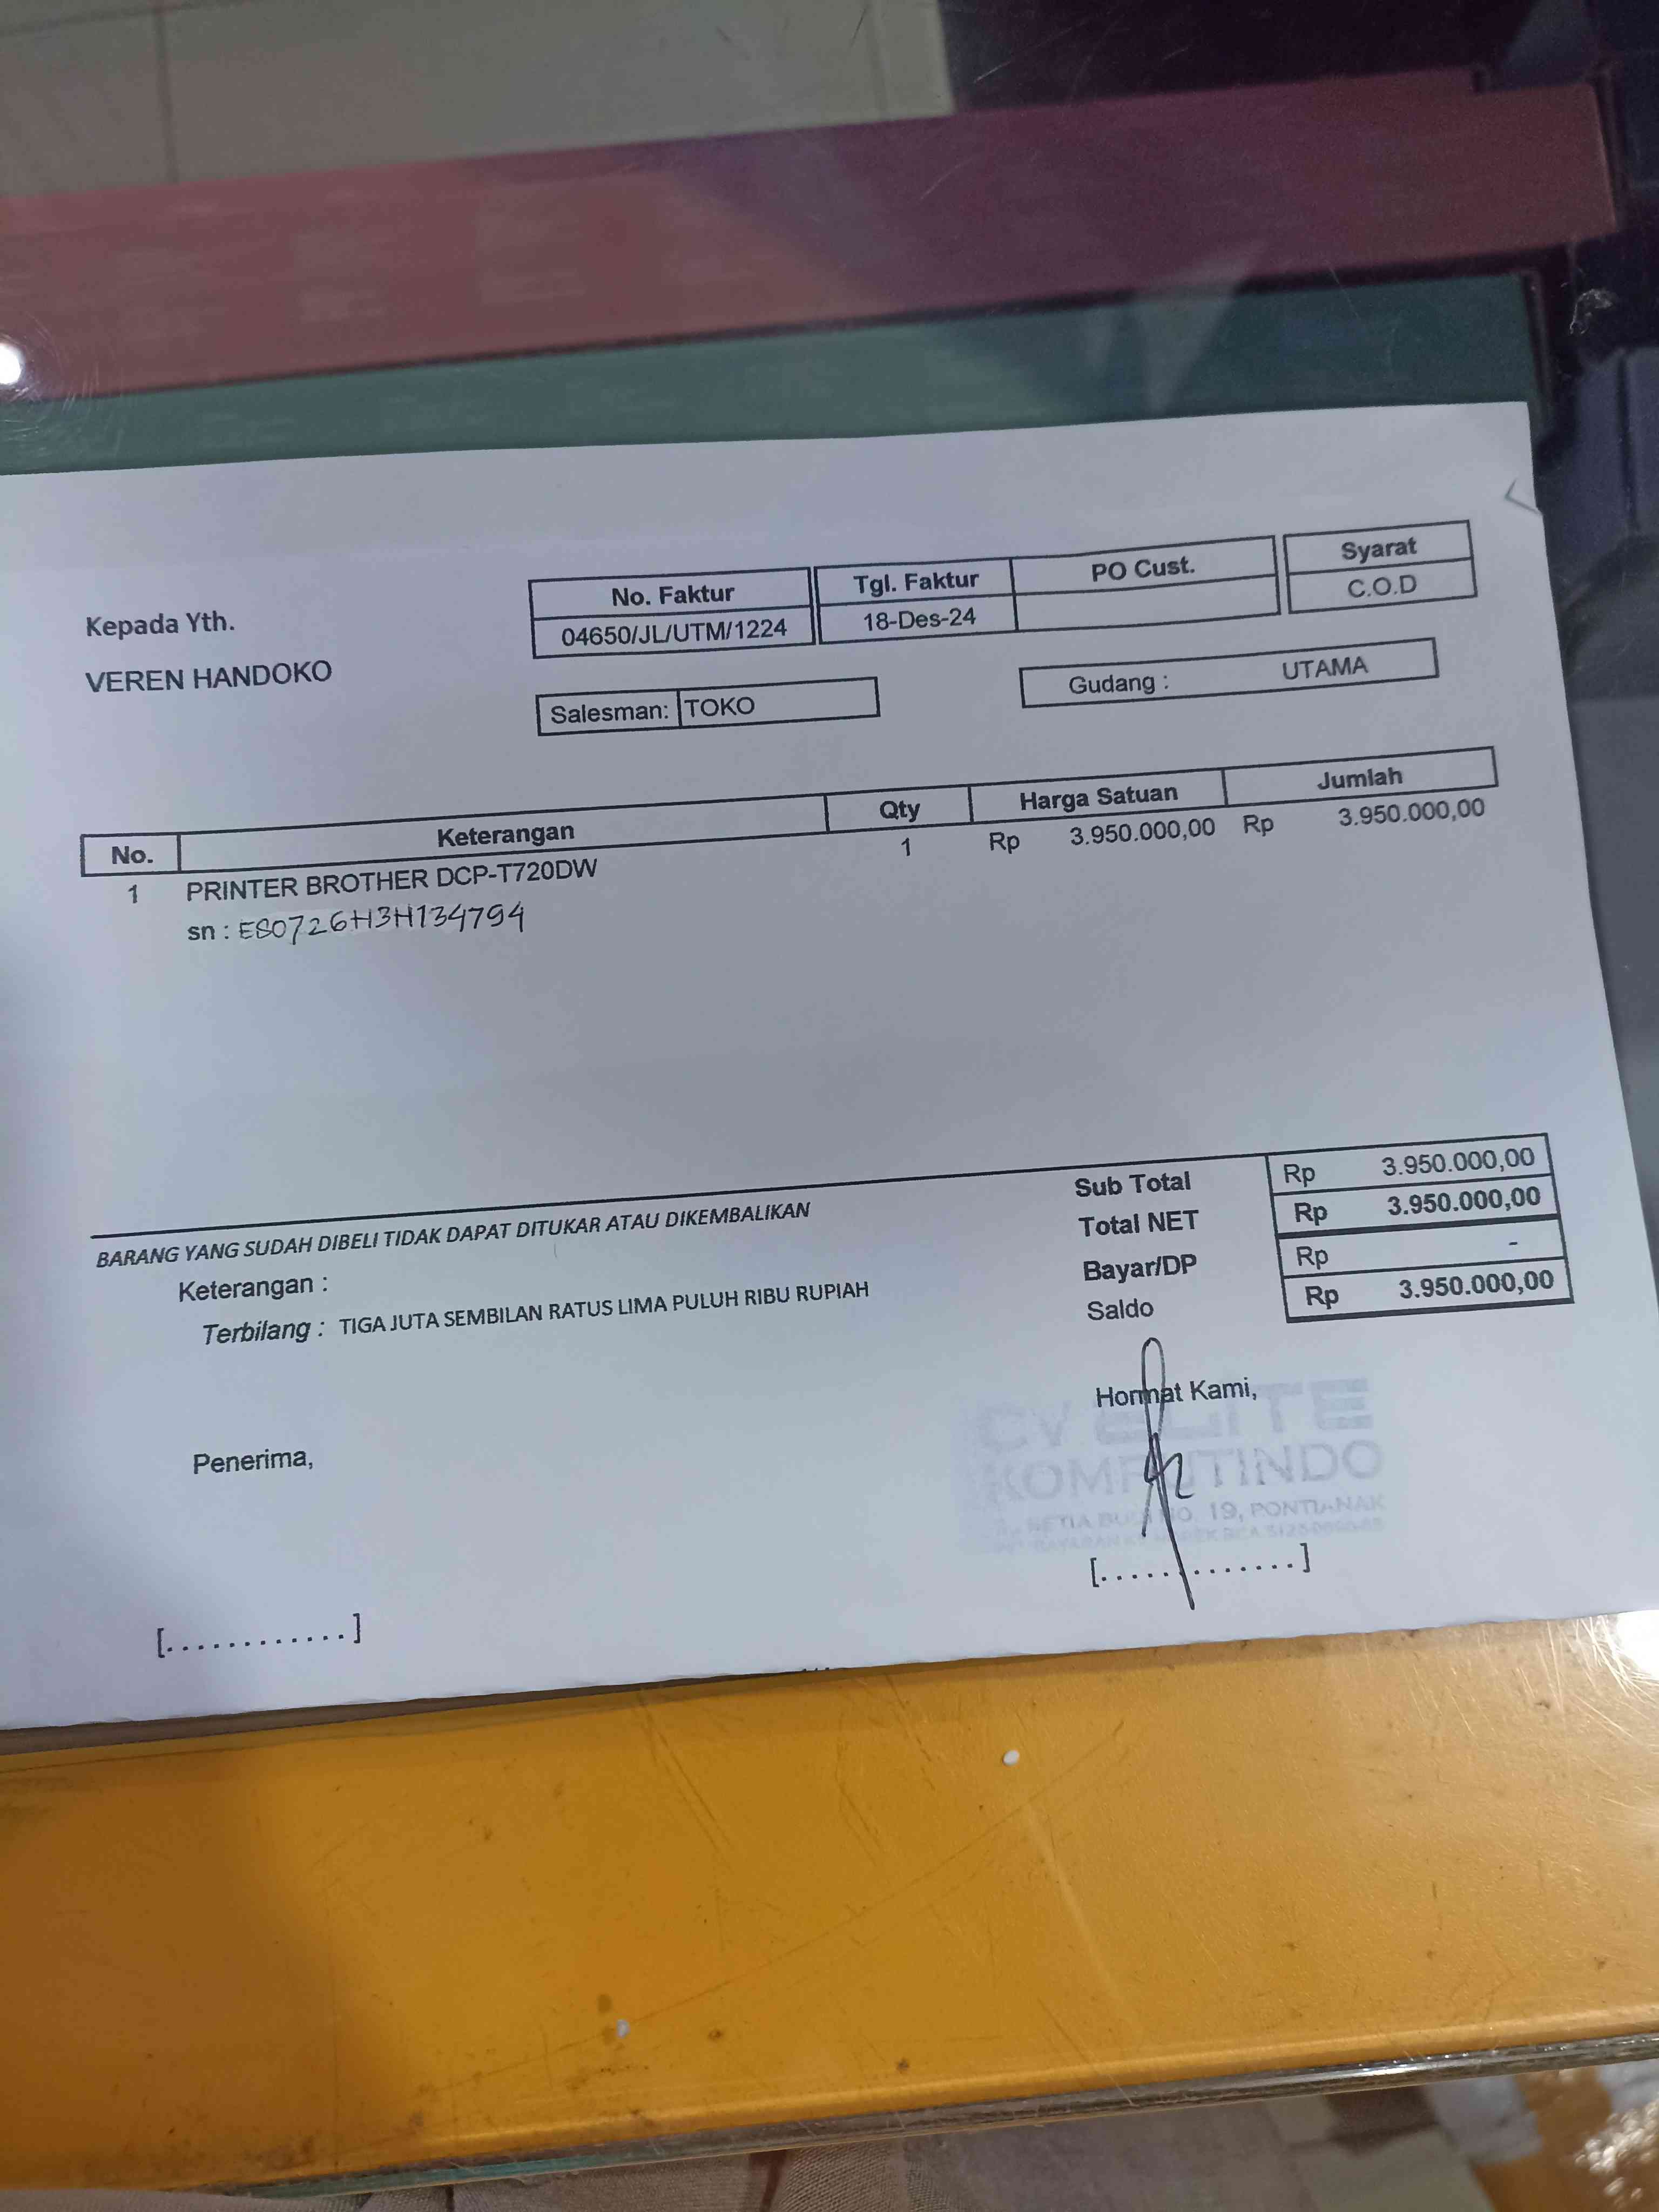 Kepada Yth.
VEREN HANDOKO
No. Faktur
04650/JL/UTM/1224
Tgl. Faktur
18-Des-24
PO Cust.
Syarat
C.O.D
Salesman: TOKO
Gudang : UTAMA
No. Keterangan Qty Harga Satuan Jumlah
1 PRINTER BROTHER DCP-T720DW 1 Rp 3.950.000,00 Rp 3.950.000,00
sn : E80726H3H134794
Sub Total Rp 3.950.000,00
Total NET Rp 3.950.000,00
Bayar/DP Rp -
Saldo Rp 3.950.000,00
BARANG YANG SUDAH DIBELI TIDAK DAPAT DITUKAR ATAU DIKEMBALIKAN
Keterangan :
Terbilang : TIGA JUTA SEMBILAN RATUS LIMA PULUH RIBU RUPIAH
Penerima,
[............]
Hormat Kami,
CV ELITE
KOMPUTINDO
SETIA BUDI NO. 19, PONTIANAK
[.............]